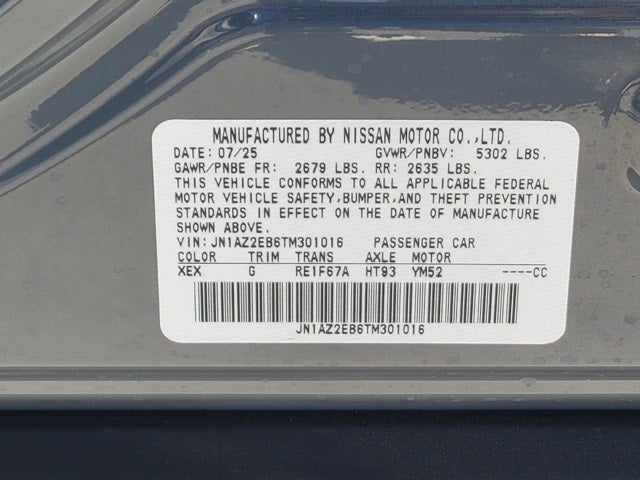 MANUFACTURED BY NISSAN MOTOR CO.,LTD.
DATE: 07/25 GVWR/PNBV: 5302 LBS.
GAWR/PNBE FR: 2679 LBS. RR: 2635 LBS.
THIS VEHICLE CONFORMS TO ALL APPLICABLE FEDERAL
MOTOR VEHICLE SAFETY,BUMPER,AND THEFT PREVENTION
STANDARDS IN EFFECT ON THE DATE OF MANUFACTURE
SHOWN ABOVE.
VIN: JN1AZ2EB6TM301016 PASSENGER CAR
COLOR TRIM TRANS AXLE MOTOR
XEX G RE1F67A HT93 YM52 ----CC
JN1AZ2EB6TM301016